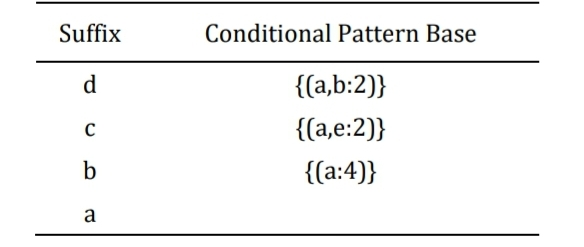 Suffix Conditional Pattern Base
d {(a,b:2)}
c {(a,e:2)}
b {(a:4)}
a